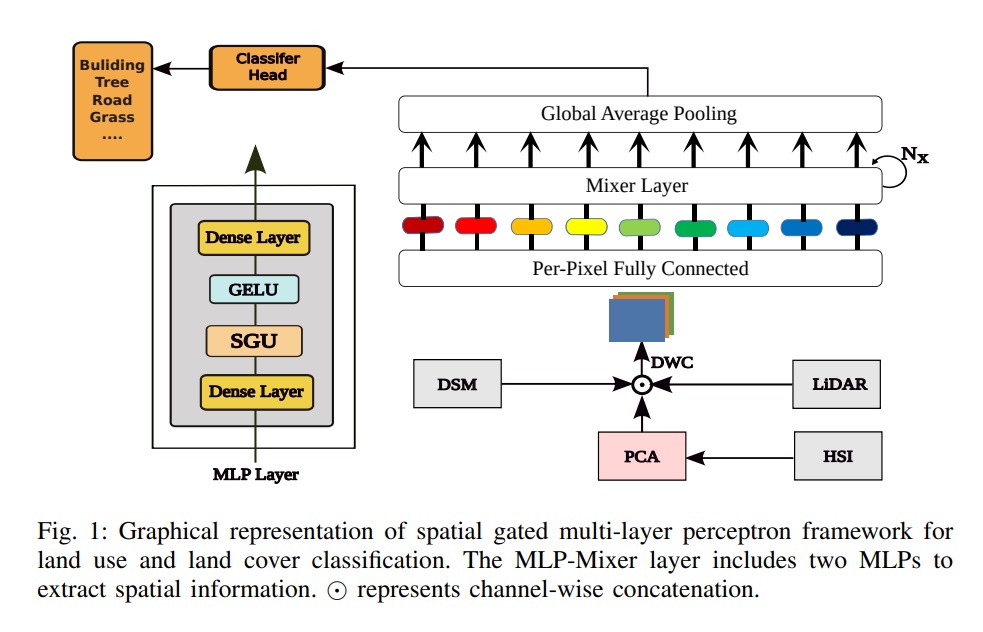 Buliding
Tree
Road
Grass
....
Classifer
Head
Global Average Pooling
Mixer Layer
Nx
Per-Pixel Fully Connected
Dense Layer
GELU
SGU
Dense Layer
MLP Layer
DWC
DSM
LiDAR
PCA
HSI
Fig. 1: Graphical representation of spatial gated multi-layer perceptron framework for
land use and land cover classification. The MLP-Mixer layer includes two MLPs to
extract spatial information. ⊙ represents channel-wise concatenation.